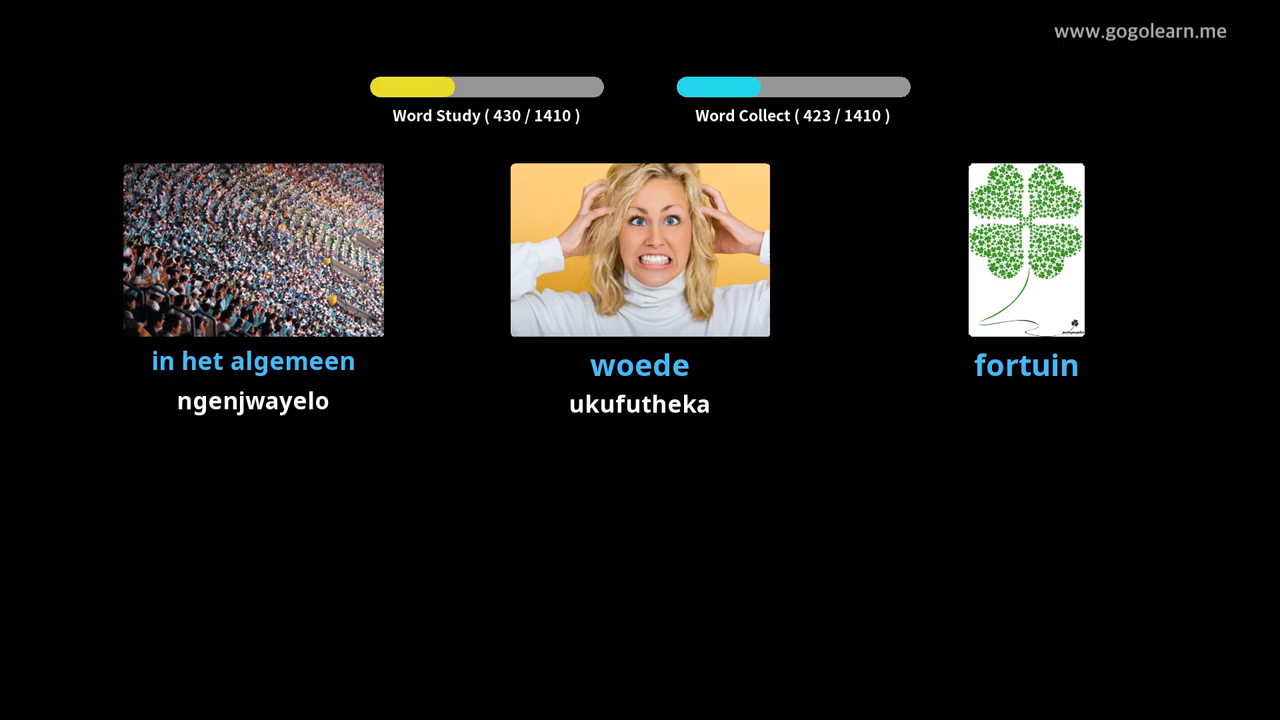 www.gogolearn.me
Word Study ( 430 / 1410 )
Word Collect ( 423 / 1410 )
in het algemeen
ngenjwayelo
woede
ukufutheka
fortuin